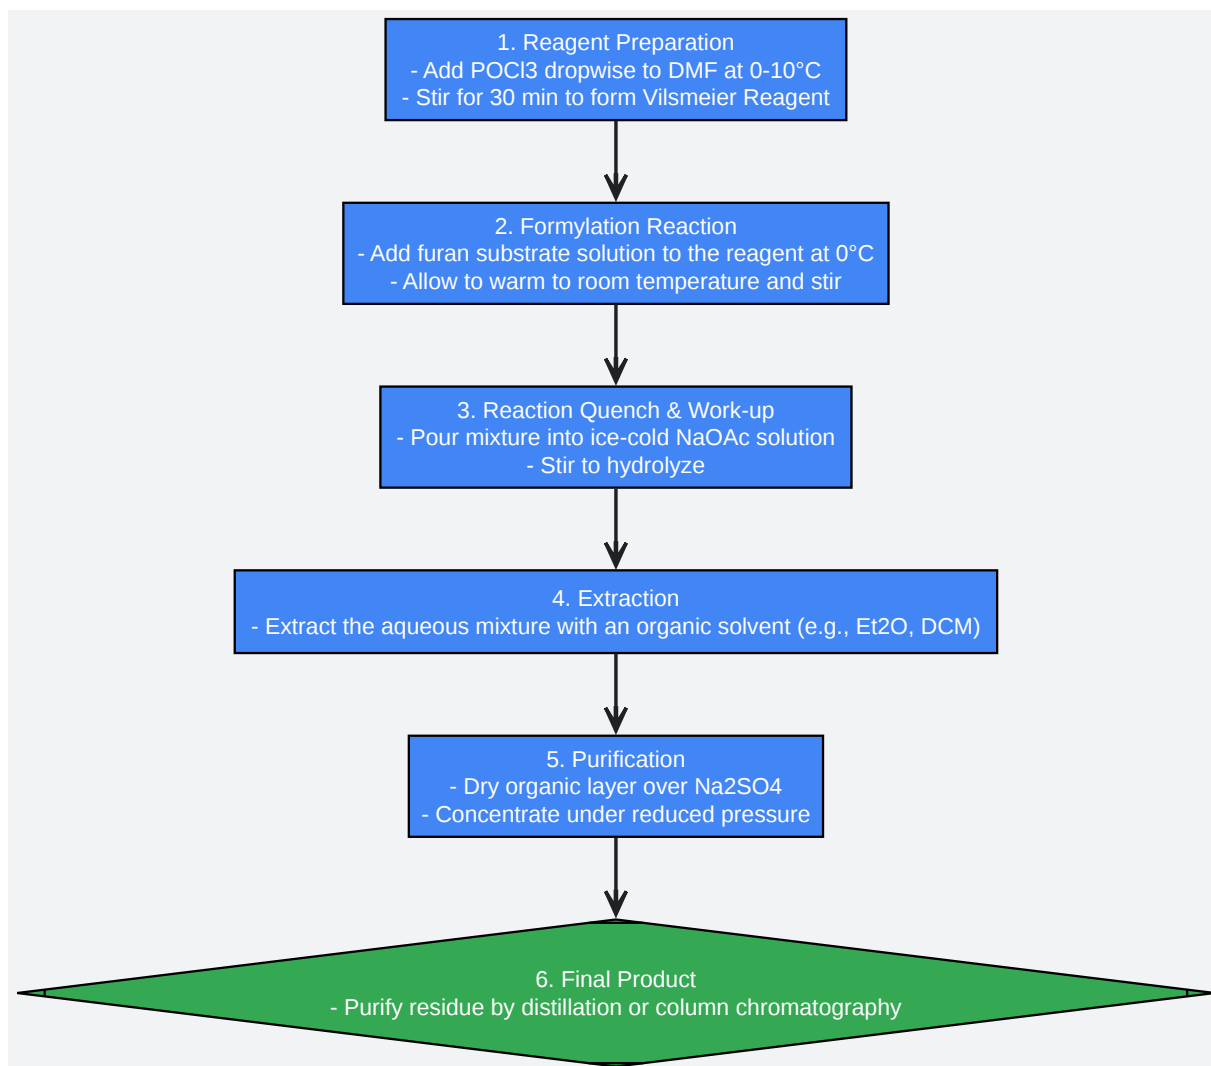 1. Reagent Preparation
- Add POCl3 dropwise to DMF at 0-10°C
- Stir for 30 min to form Vilsmeier Reagent
2. Formylation Reaction
- Add furan substrate solution to the reagent at 0°C
- Allow to warm to room temperature and stir
3. Reaction Quench & Work-up
- Pour mixture into ice-cold NaOAc solution
- Stir to hydrolyze
4. Extraction
- Extract the aqueous mixture with an organic solvent (e.g., Et2O, DCM)
5. Purification
- Dry organic layer over Na2SO4
- Concentrate under reduced pressure
6. Final Product
- Purify residue by distillation or column chromatography